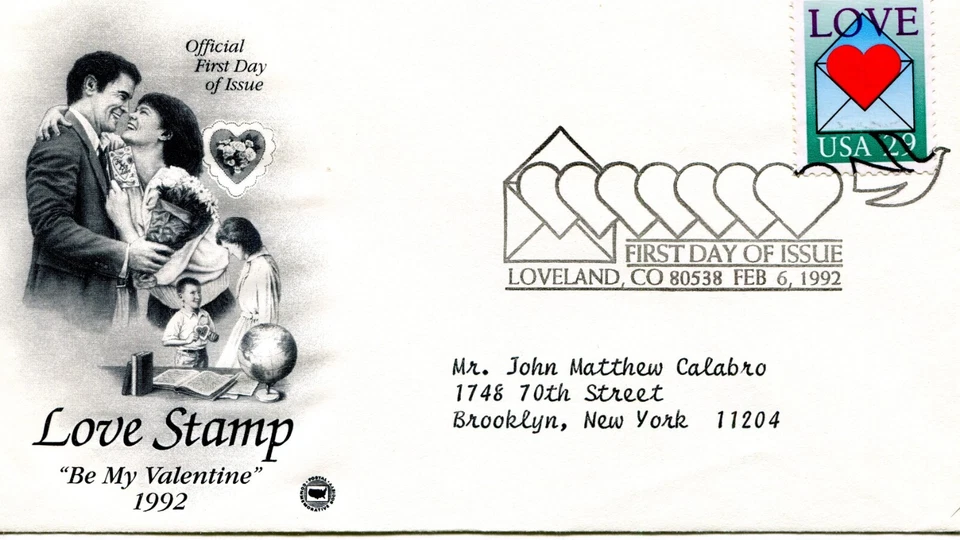 Official
First Day
of Issue
LOVE
USA 29
FIRST DAY OF ISSUE
LOVELAND, CO 80538 FEB 6, 1992
Mr. John Matthew Calabro
1748 70th Street
Brooklyn, New York 11204
Love Stamp
“Be My Valentine”
1992